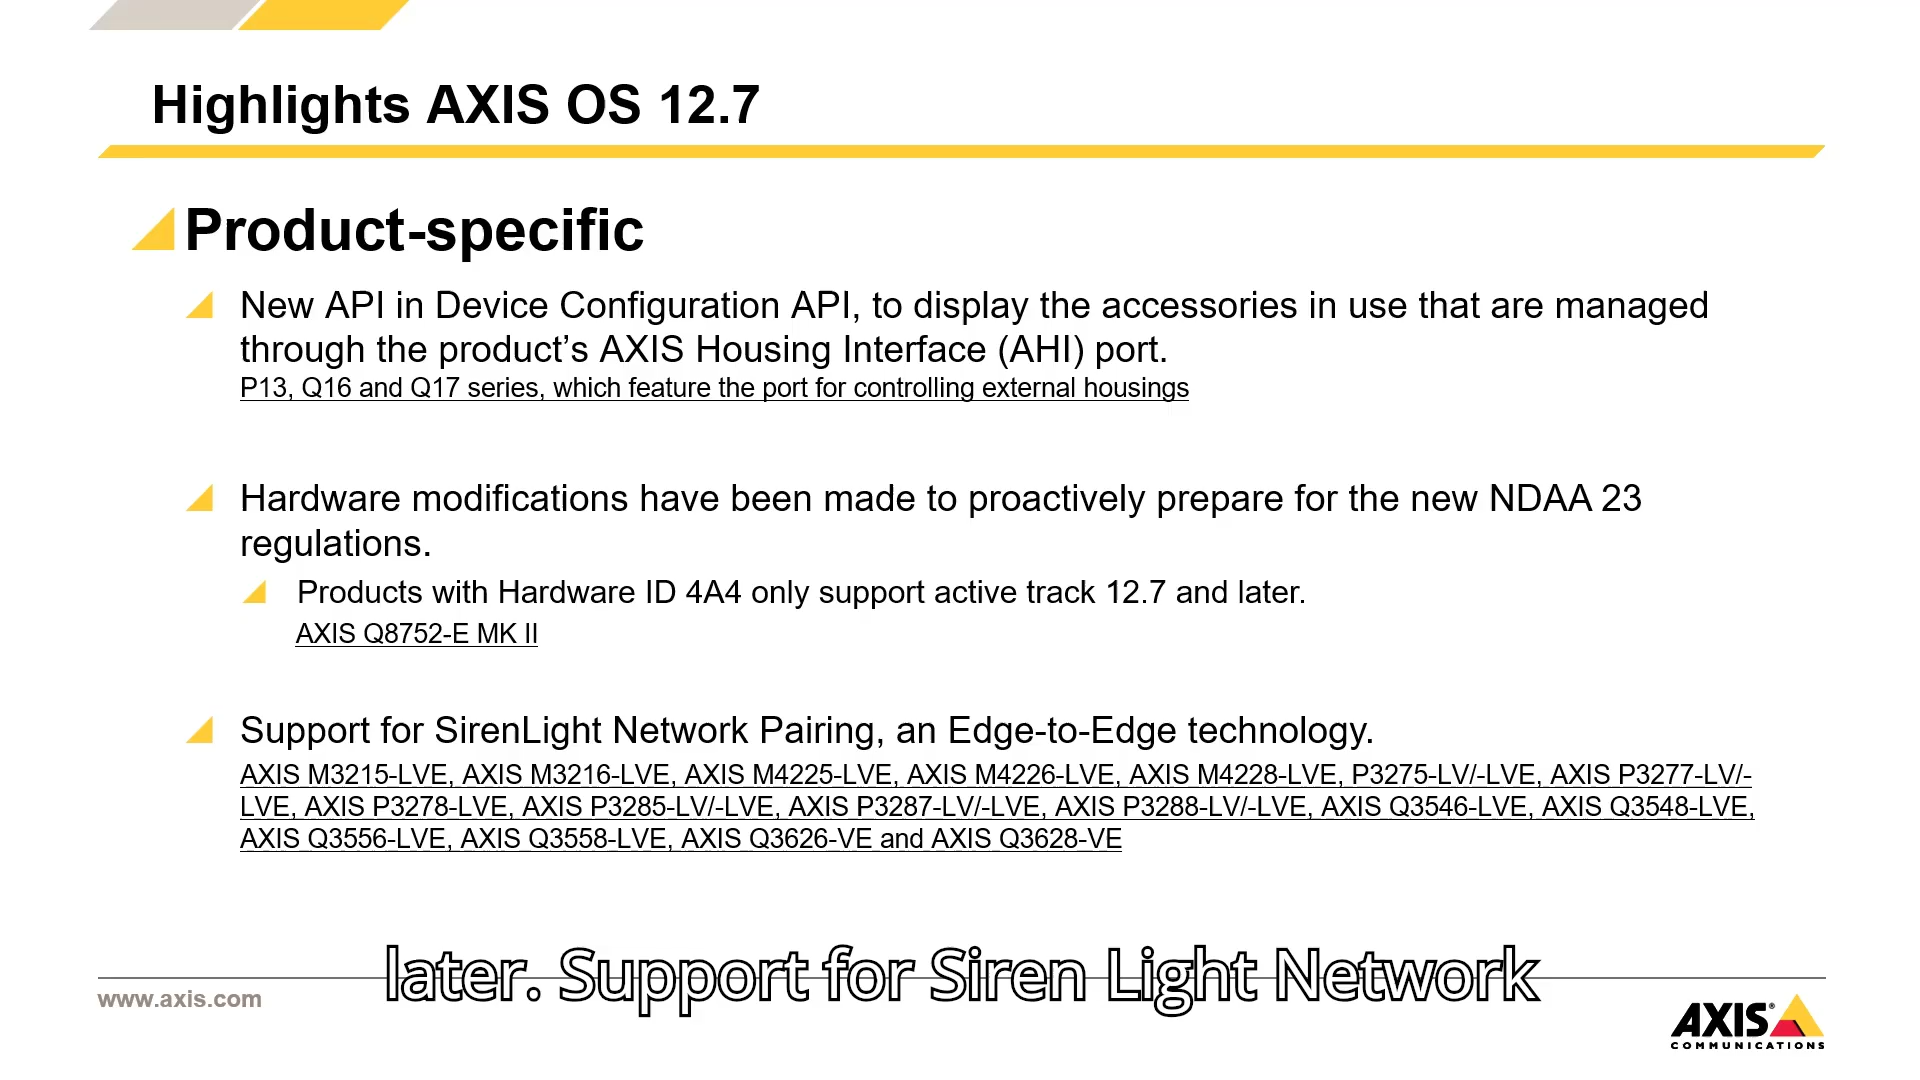 Highlights AXIS OS 12.7
Product-specific
New API in Device Configuration API, to display the accessories in use that are managed
through the product’s AXIS Housing Interface (AHI) port.
P13, Q16 and Q17 series, which feature the port for controlling external housings
Hardware modifications have been made to proactively prepare for the new NDAA 23
regulations.
Products with Hardware ID 4A4 only support active track 12.7 and later.
AXIS Q8752-E MK II
Support for SirenLight Network Pairing, an Edge-to-Edge technology.
AXIS M3215-LVE, AXIS M3216-LVE, AXIS M4225-LVE, AXIS M4226-LVE, AXIS M4228-LVE, P3275-LV/-LVE, AXIS P3277-LV/-
LVE, AXIS P3278-LVE, AXIS P3285-LV/-LVE, AXIS P3287-LV/-LVE, AXIS P3288-LV/-LVE, AXIS Q3546-LVE, AXIS Q3548-LVE,
AXIS Q3556-LVE, AXIS Q3558-LVE, AXIS Q3626-VE and AXIS Q3628-VE
later. Support for Siren Light Network
www.axis.com
AXIS®
COMMUNICATIONS